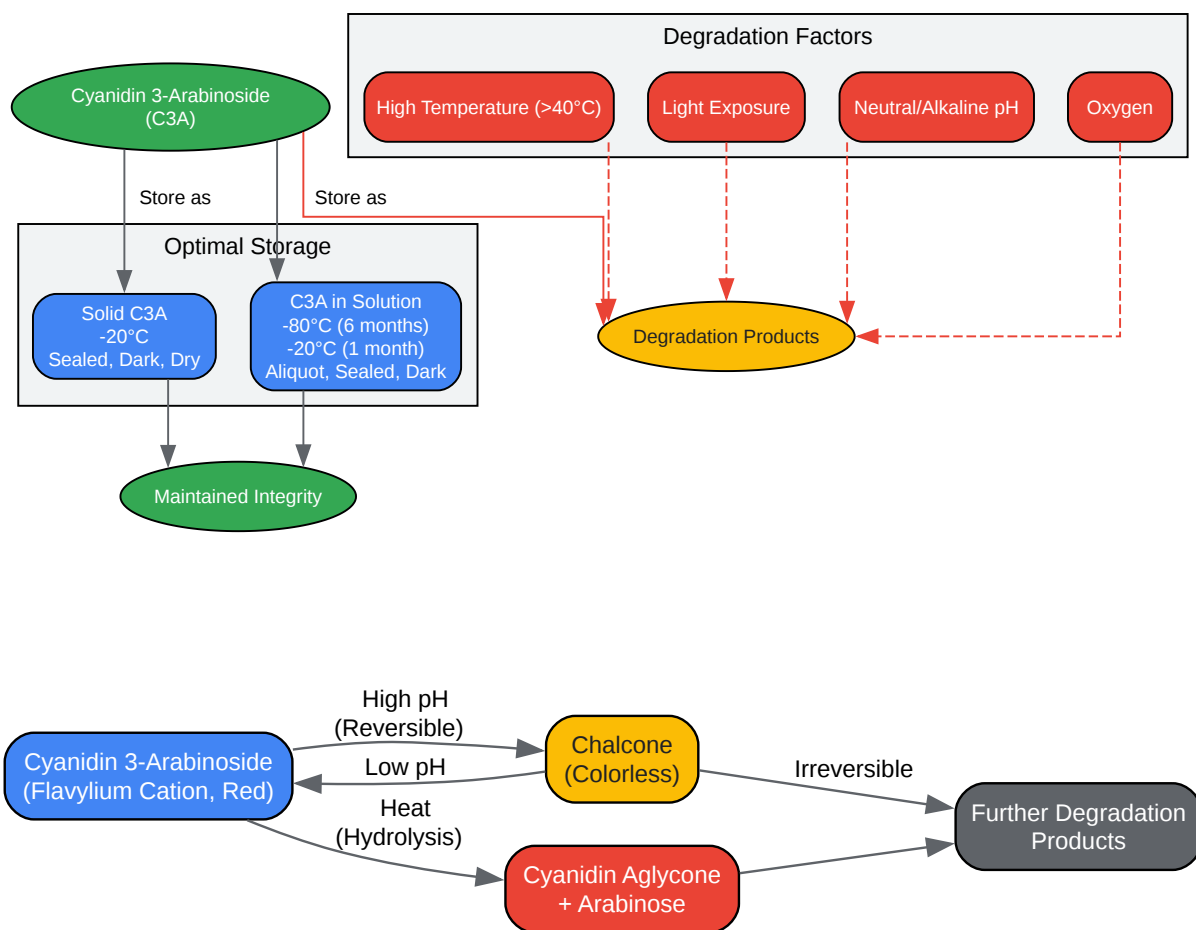 Degradation Factors
Cyanidin 3-Arabinoside
(C3A)
High Temperature (>40°C)
Light Exposure
Neutral/Alkaline pH
Oxygen
Store as
Store as
Optimal Storage
Solid C3A
-20°C
Sealed, Dark, Dry
C3A in Solution
-80°C (6 months)
-20°C (1 month)
Aliquot, Sealed, Dark
Degradation Products
Maintained Integrity
High pH
(Reversible)
Cyanidin 3-Arabinoside
(Flavylium Cation, Red)
Low pH
Chalcone
(Colorless)
Irreversible
Heat
(Hydrolysis)
Further Degradation
Products
Cyanidin Aglycone
+ Arabinose